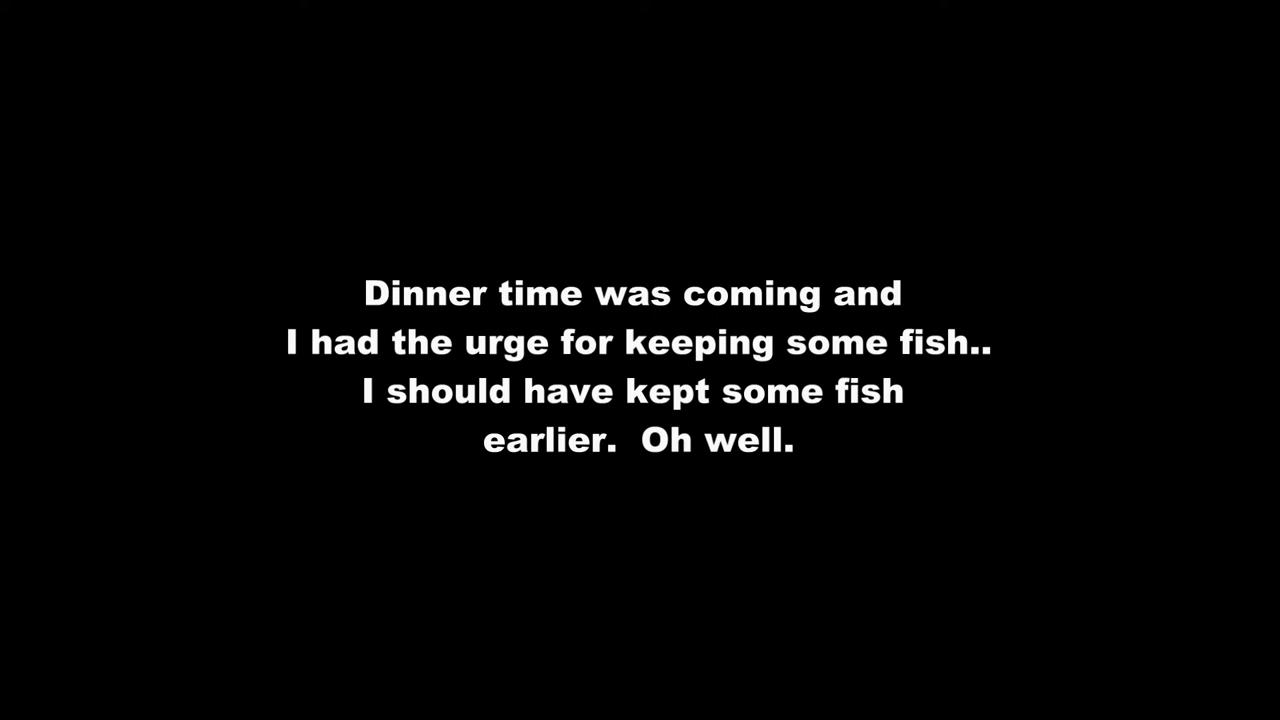 Dinner time was coming and
I had the urge for keeping some fish..
I should have kept some fish
earlier.  Oh well.